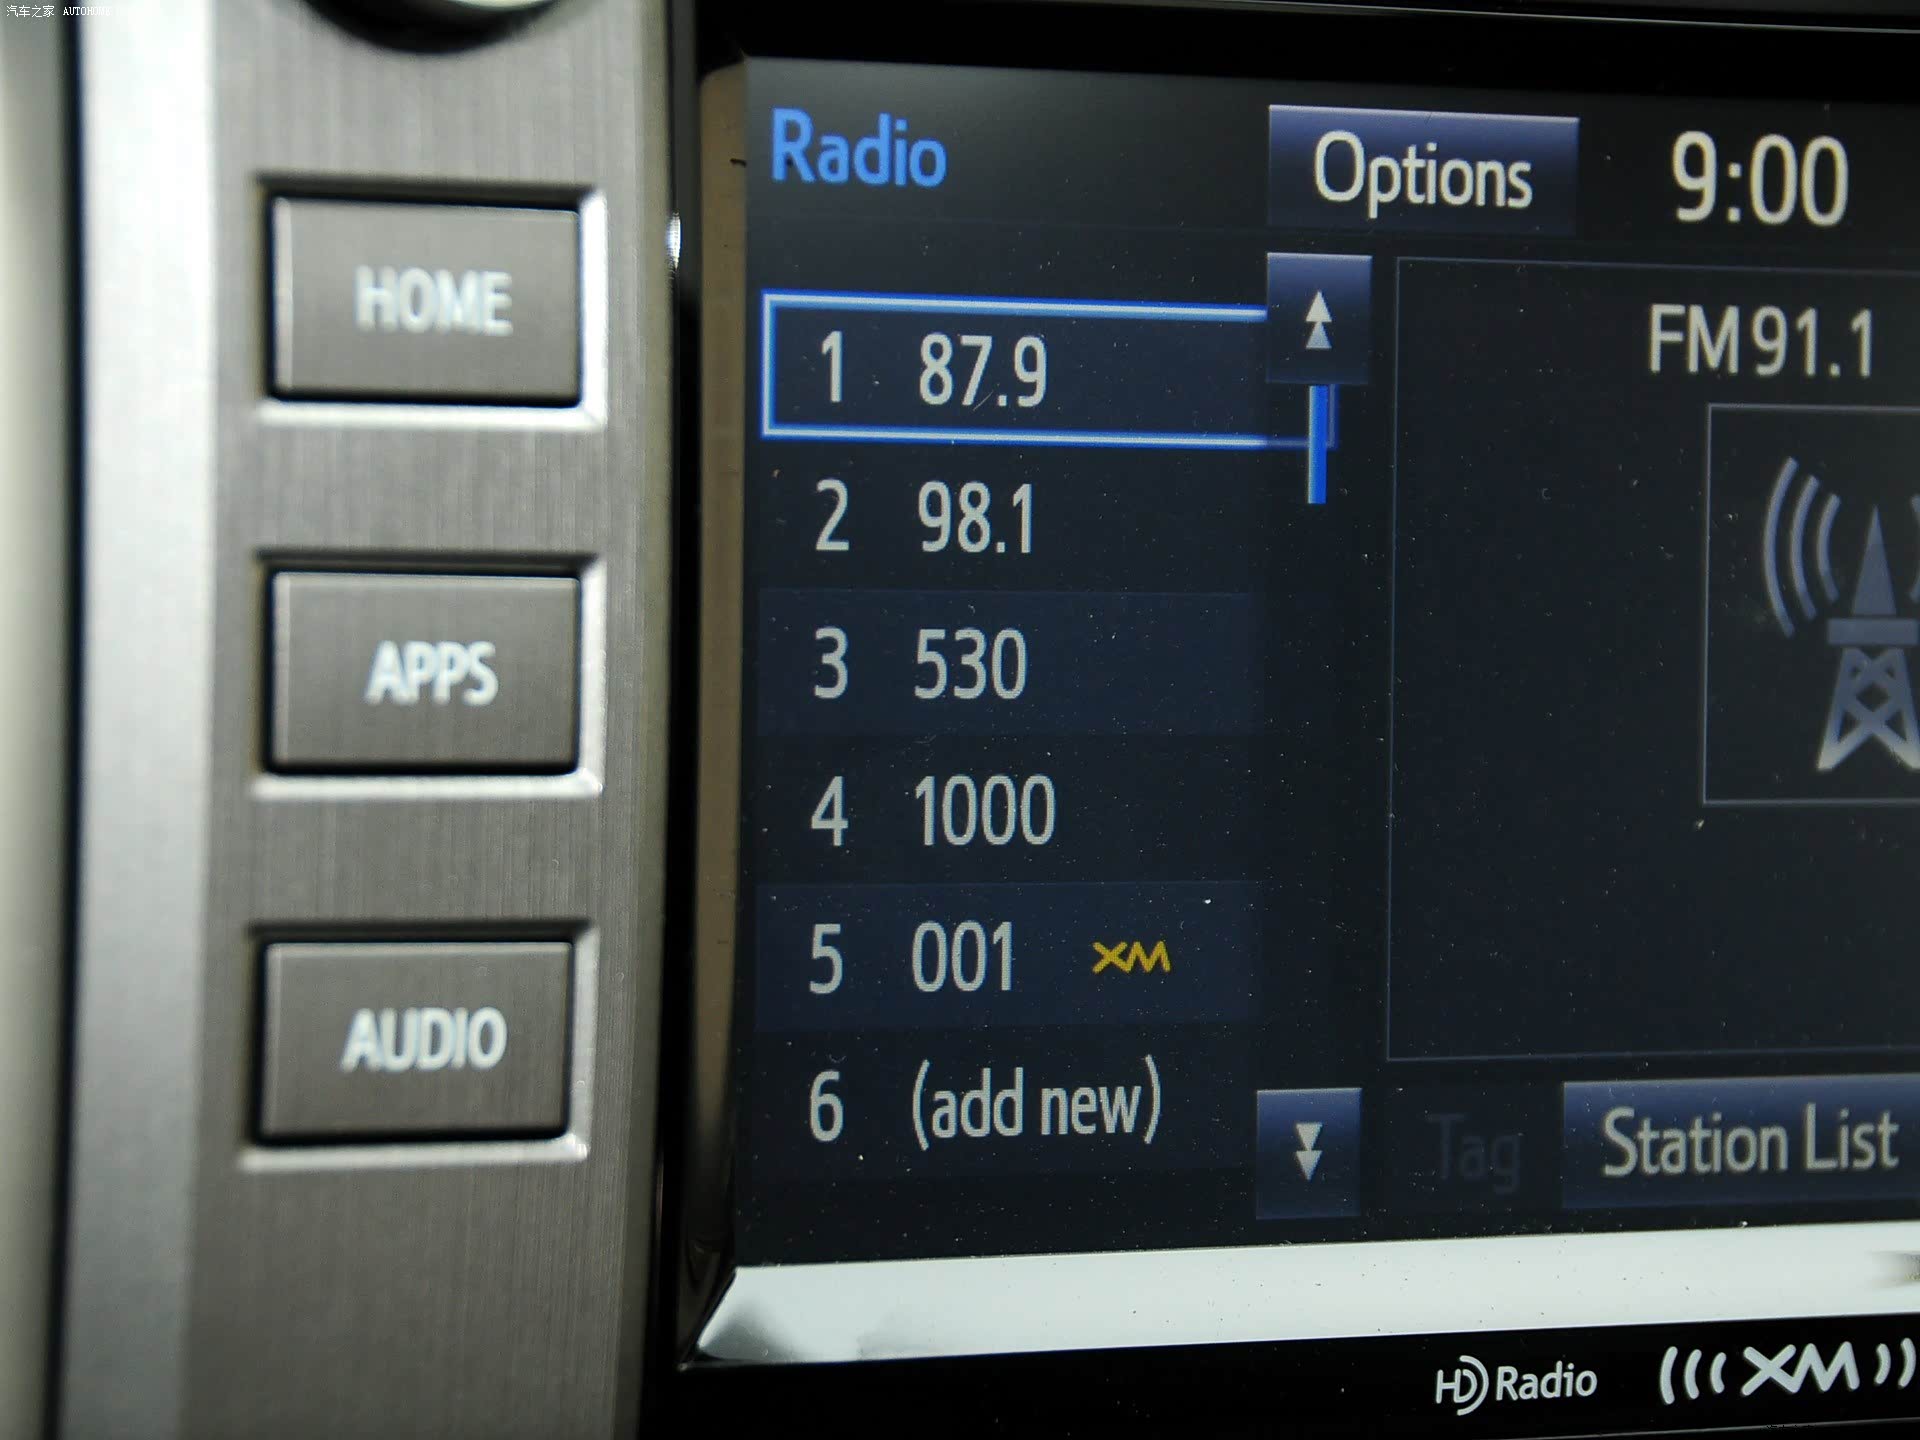 汽车之家 AUTOHOME
Radio
Options
9:00
HOME
1 87.9
FM 91.1
2 98.1
APPS
3 530
4 1000
5 001 XM
AUDIO
6 (add new)
Tag
Station List
HD Radio
XM